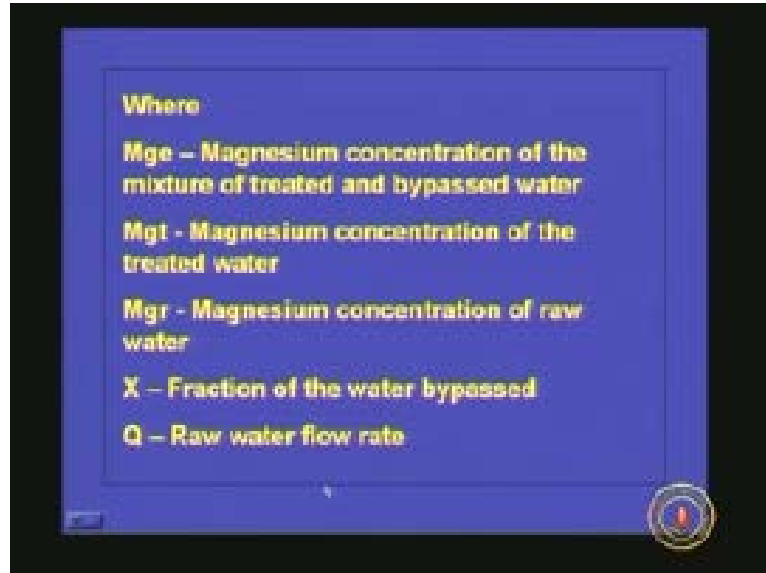 Where
Mge – Magnesium concentration of the
mixture of treated and bypassed water
Mgt - Magnesium concentration of the
treated water
Mgr - Magnesium concentration of raw
water
X – Fraction of the water bypassed
Q – Raw water flow rate